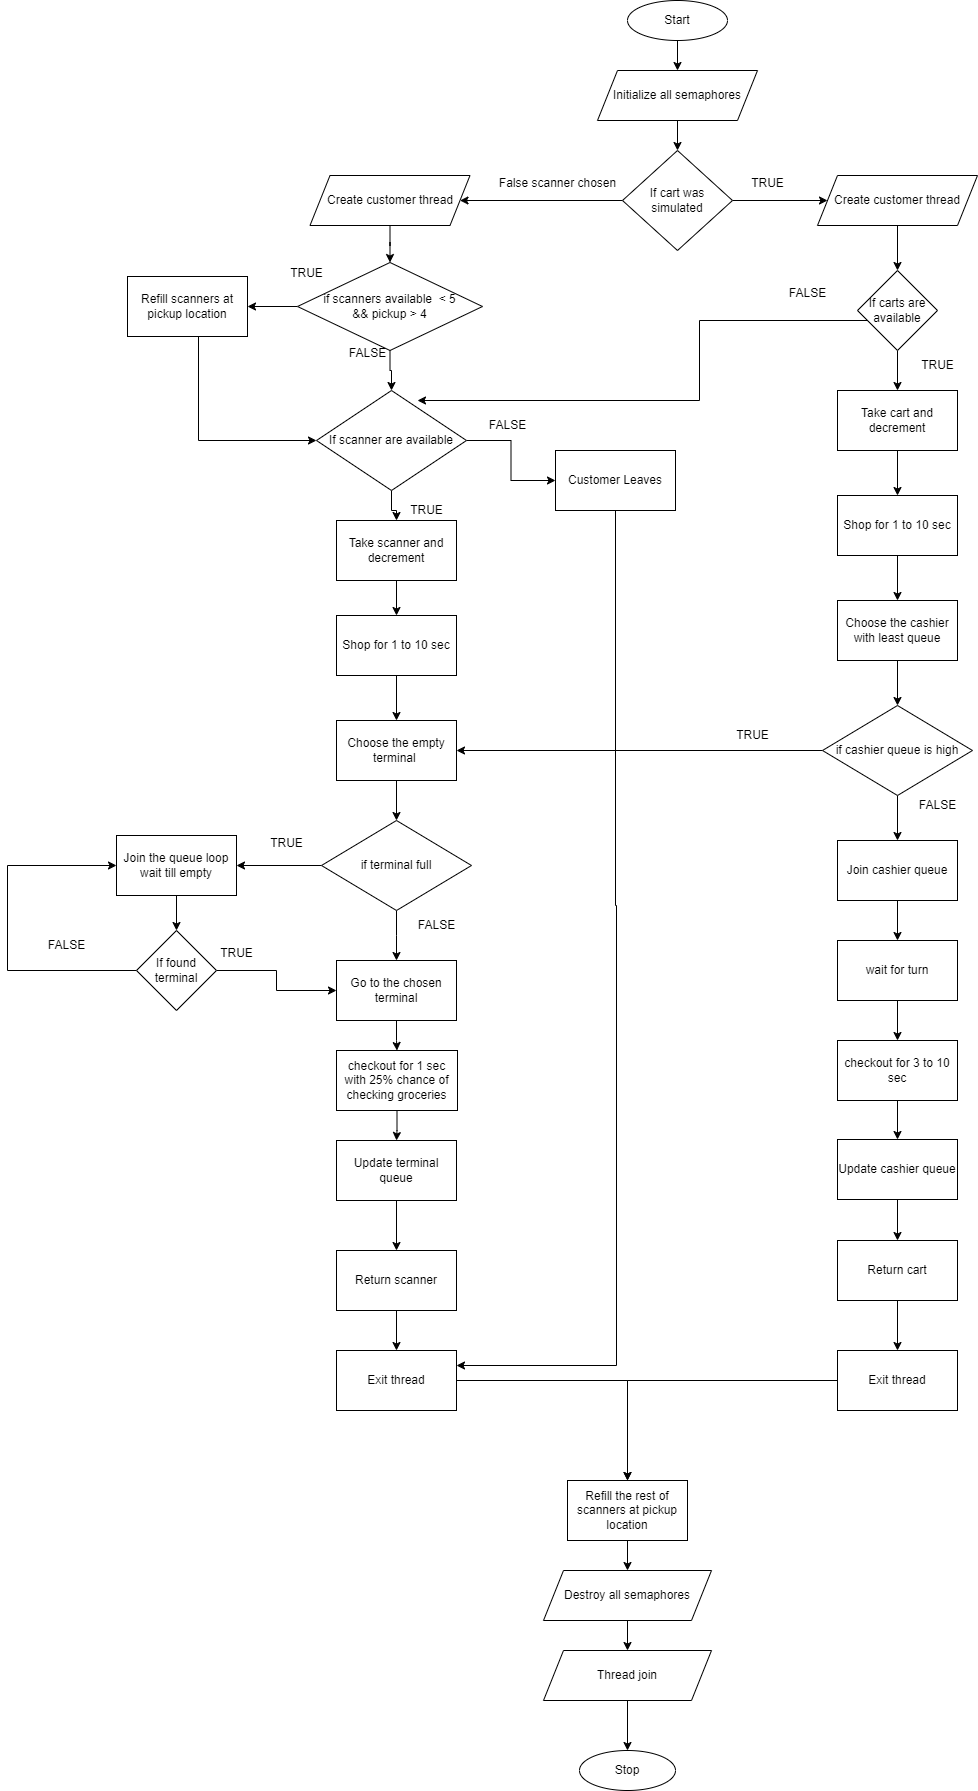 Start
Initialize all semaphores
If cart was
simulated
False scanner chosen
TRUE
Create customer thread
Create customer thread
TRUE
if scanners available < 5
&& pickup > 4
Refill scanners at
pickup location
FALSE
FALSE
If carts are
available
TRUE
If scanner are available
FALSE
Customer Leaves
TRUE
Take cart and
decrement
Take scanner and
decrement
Shop for 1 to 10 sec
Shop for 1 to 10 sec
Choose the cashier
with least queue
Choose the empty
terminal
TRUE
if cashier queue is high
FALSE
Join the queue loop
wait till empty
TRUE
if terminal full
FALSE
Join cashier queue
FALSE
If found
terminal
TRUE
Go to the chosen
terminal
wait for turn
checkout for 1 sec
with 25% chance of
checking groceries
checkout for 3 to 10
sec
Update terminal
queue
Update cashier queue
Return scanner
Return cart
Exit thread
Exit thread
Refill the rest of
scanners at pickup
location
Destroy all semaphores
Thread join
Stop